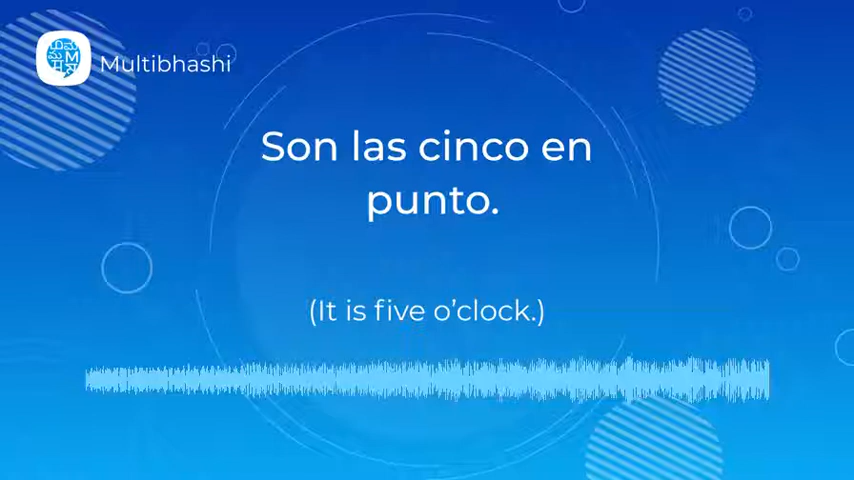 Multibhashi
Son las cinco en
punto.
(It is five o’clock.)